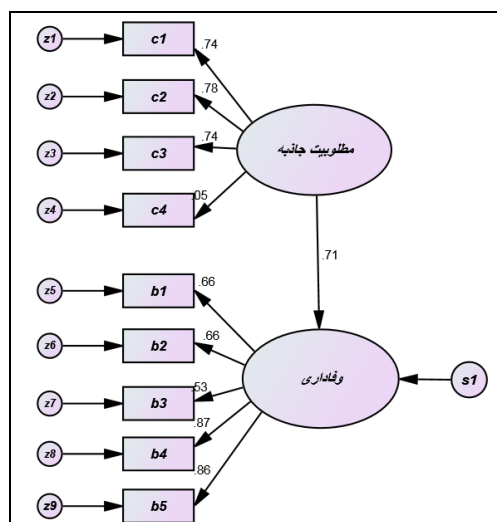 z1
c1
.74
z2
c2
.78
z3
c3
.74
مطلوبیت جانبه
z4
c4
.05
.71
z5
b1
.66
z6
b2
.66
z7
b3
.53
وفاداری
s1
z8
b4
.87
z9
b5
.86